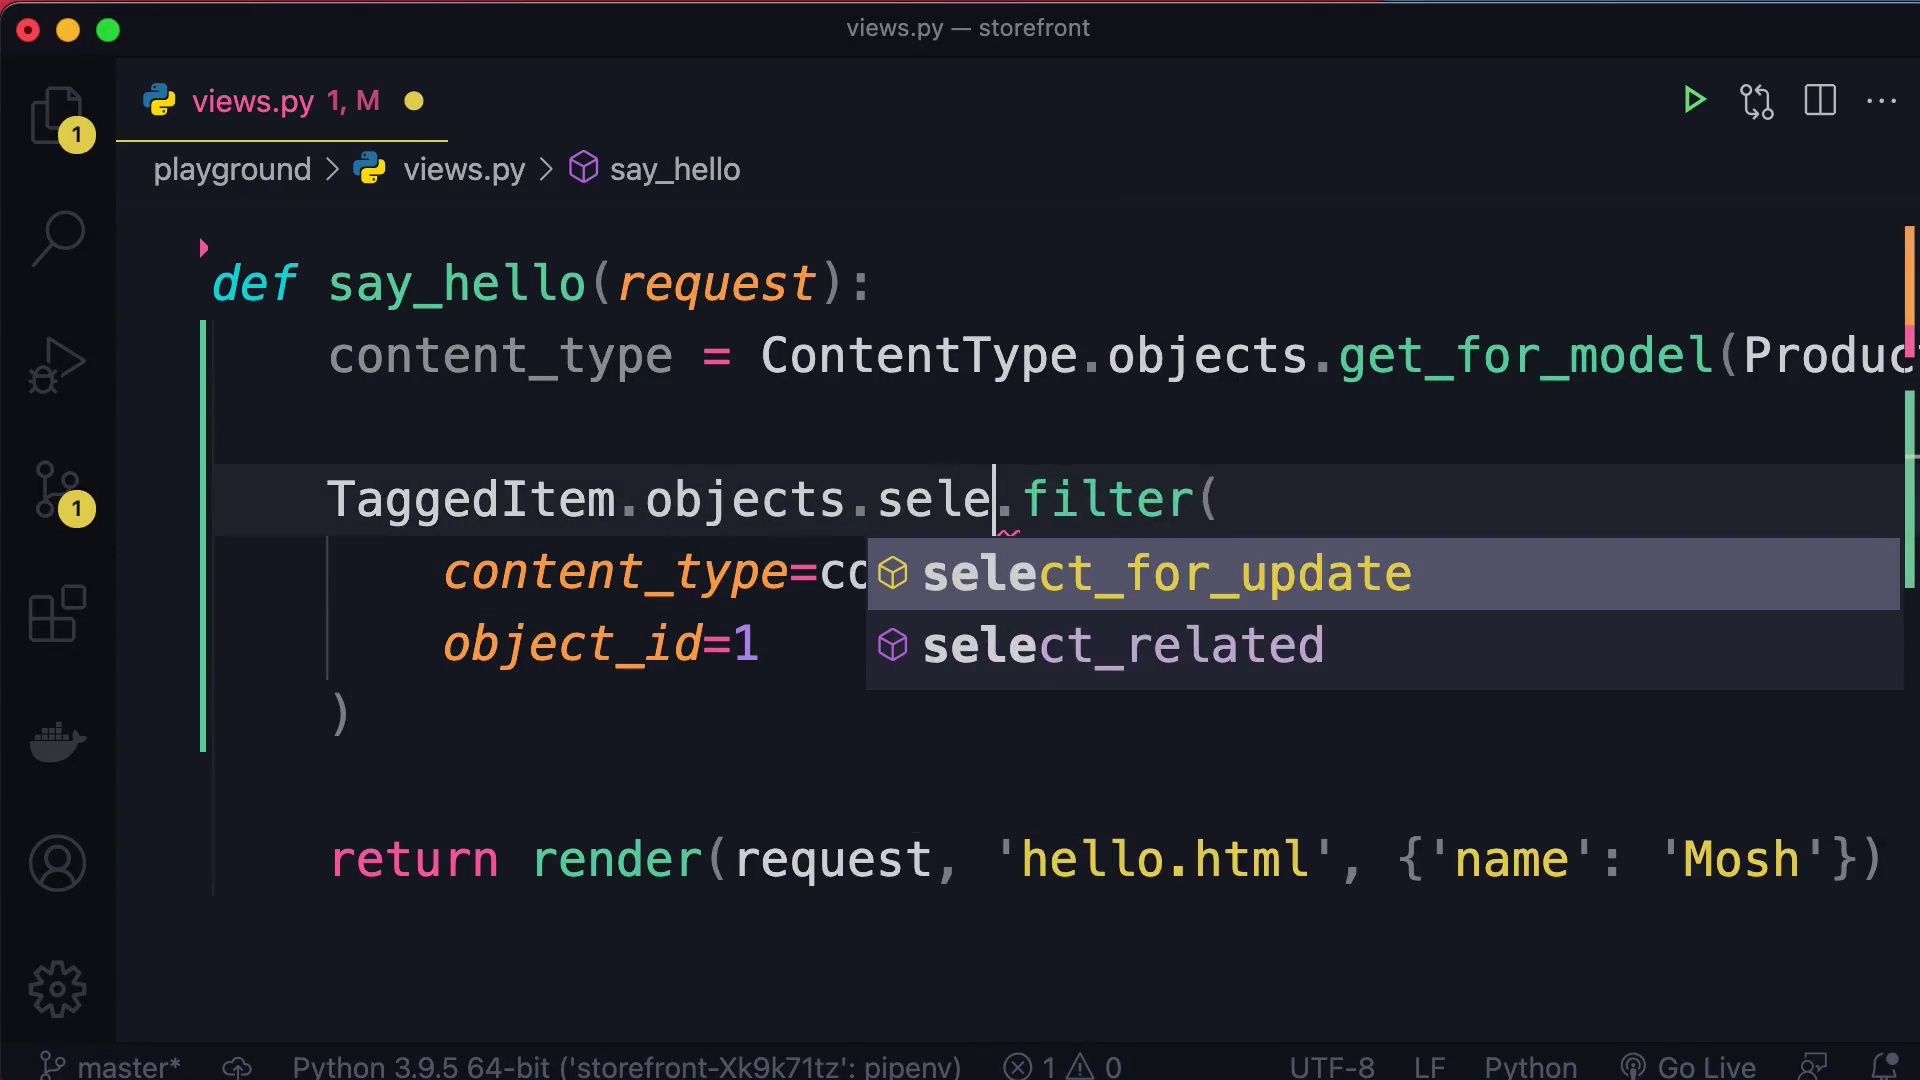 views.py — storefront
views.py 1, M
playground > views.py > say_hello
def say_hello(request):
content_type = ContentType.objects.get_for_model(Produc
TaggedItem.objects.sele.filter(
content_type=co
select_for_update
object_id=1
select_related
)
return render(request, 'hello.html', {'name': 'Mosh'})
1
1
master* Python 3.9.5 64-bit ('storefront-Xk9k71tz': pipenv) 1 0 UTF-8 LF Python Go Live